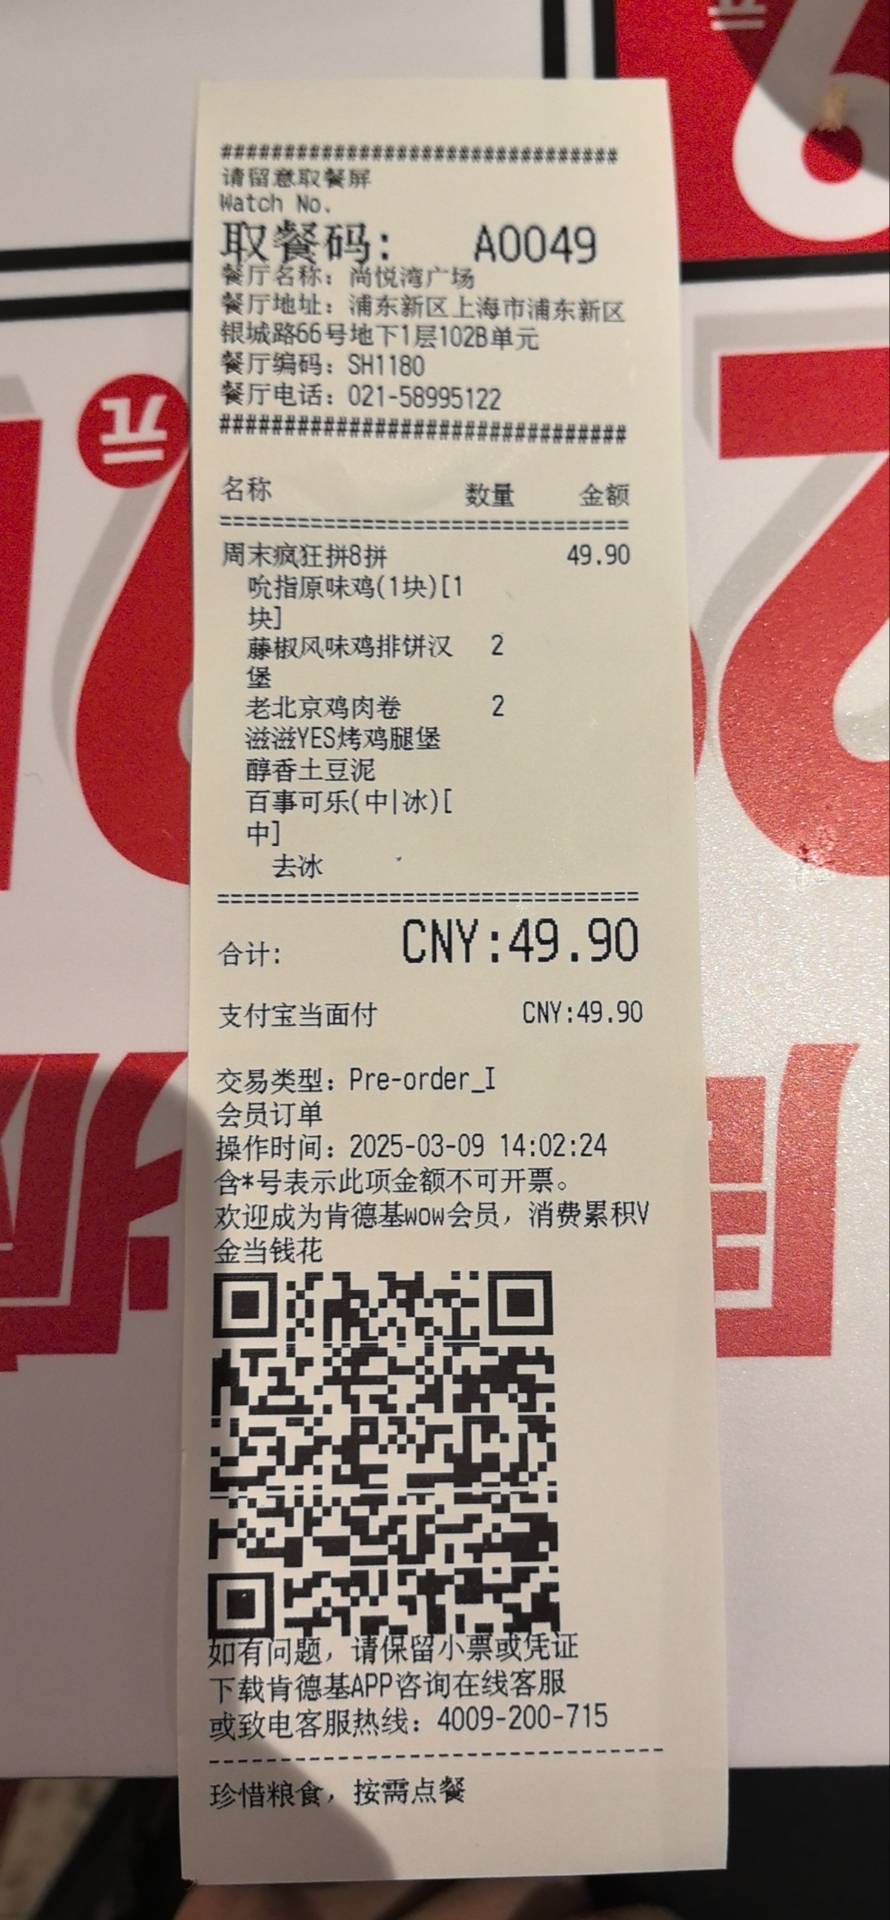 ################################
请留意取餐屏
Watch No.
取餐码: A0049
餐厅名称: 尚悦湾广场
餐厅地址: 浦东新区上海市浦东新区
银城路66号地下1层102B单元
餐厅编码: SH1180
餐厅电话: 021-58995122
################################
名称 数量 金额
================================
周末疯狂拼8拼 49.90
吮指原味鸡(1块)[1
块]
藤椒风味鸡排饼汉 2
堡
老北京鸡肉卷 2
滋滋YES烤鸡腿堡
醇香土豆泥
百事可乐(中|冰)[
中]
去冰
================================
合计: CNY:49.90
支付宝当面付 CNY:49.90
交易类型: Pre-order_I
会员订单
操作时间: 2025-03-09 14:02:24
含*号表示此项金额不可开票。
欢迎成为肯德基wow会员，消费累积V
金当钱花
如有问题，请保留小票或凭证
下载肯德基APP咨询在线客服
或致电客服热线: 4009-200-715
--------------------------------
珍惜粮食，按需点餐
元
元